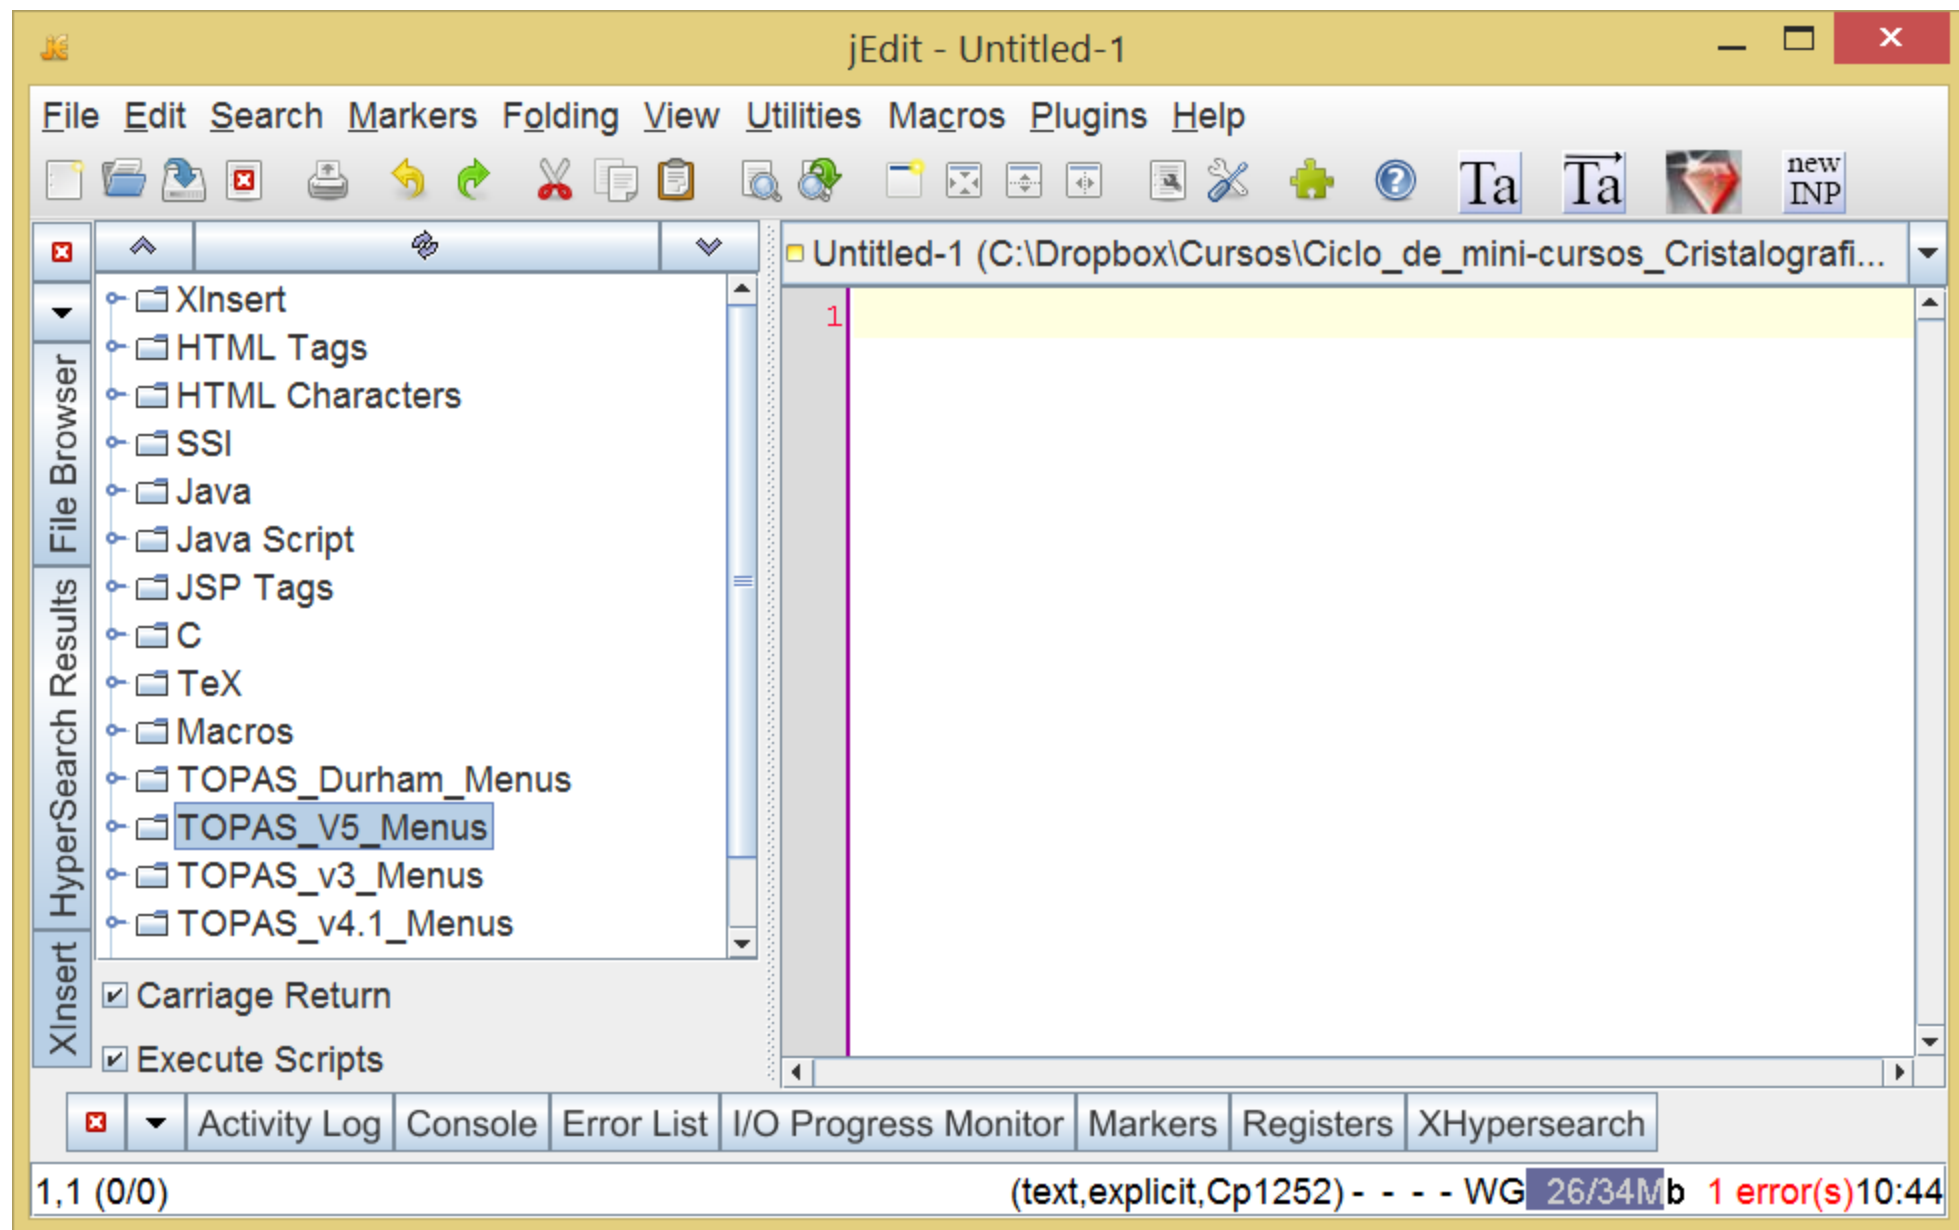 jEdit - Untitled-1
File Edit Search Markers Folding View Utilities Macros Plugins Help
Ta Ta new INP
File Browser
HyperSearch Results
XInsert
XInsert
HTML Tags
HTML Characters
SSI
Java
Java Script
JSP Tags
C
TeX
Macros
TOPAS_Durham_Menus
TOPAS_V5_Menus
TOPAS_v3_Menus
TOPAS_v4.1_Menus
Carriage Return
Execute Scripts
Untitled-1 (C:\Dropbox\Cursos\Ciclo_de_mini-cursos_Cristalografi...
1
Activity Log Console Error List I/O Progress Monitor Markers Registers XHypersearch
1,1 (0/0) (text,explicit,Cp1252) - - - - WG 26/34Mb 1 error(s)10:44